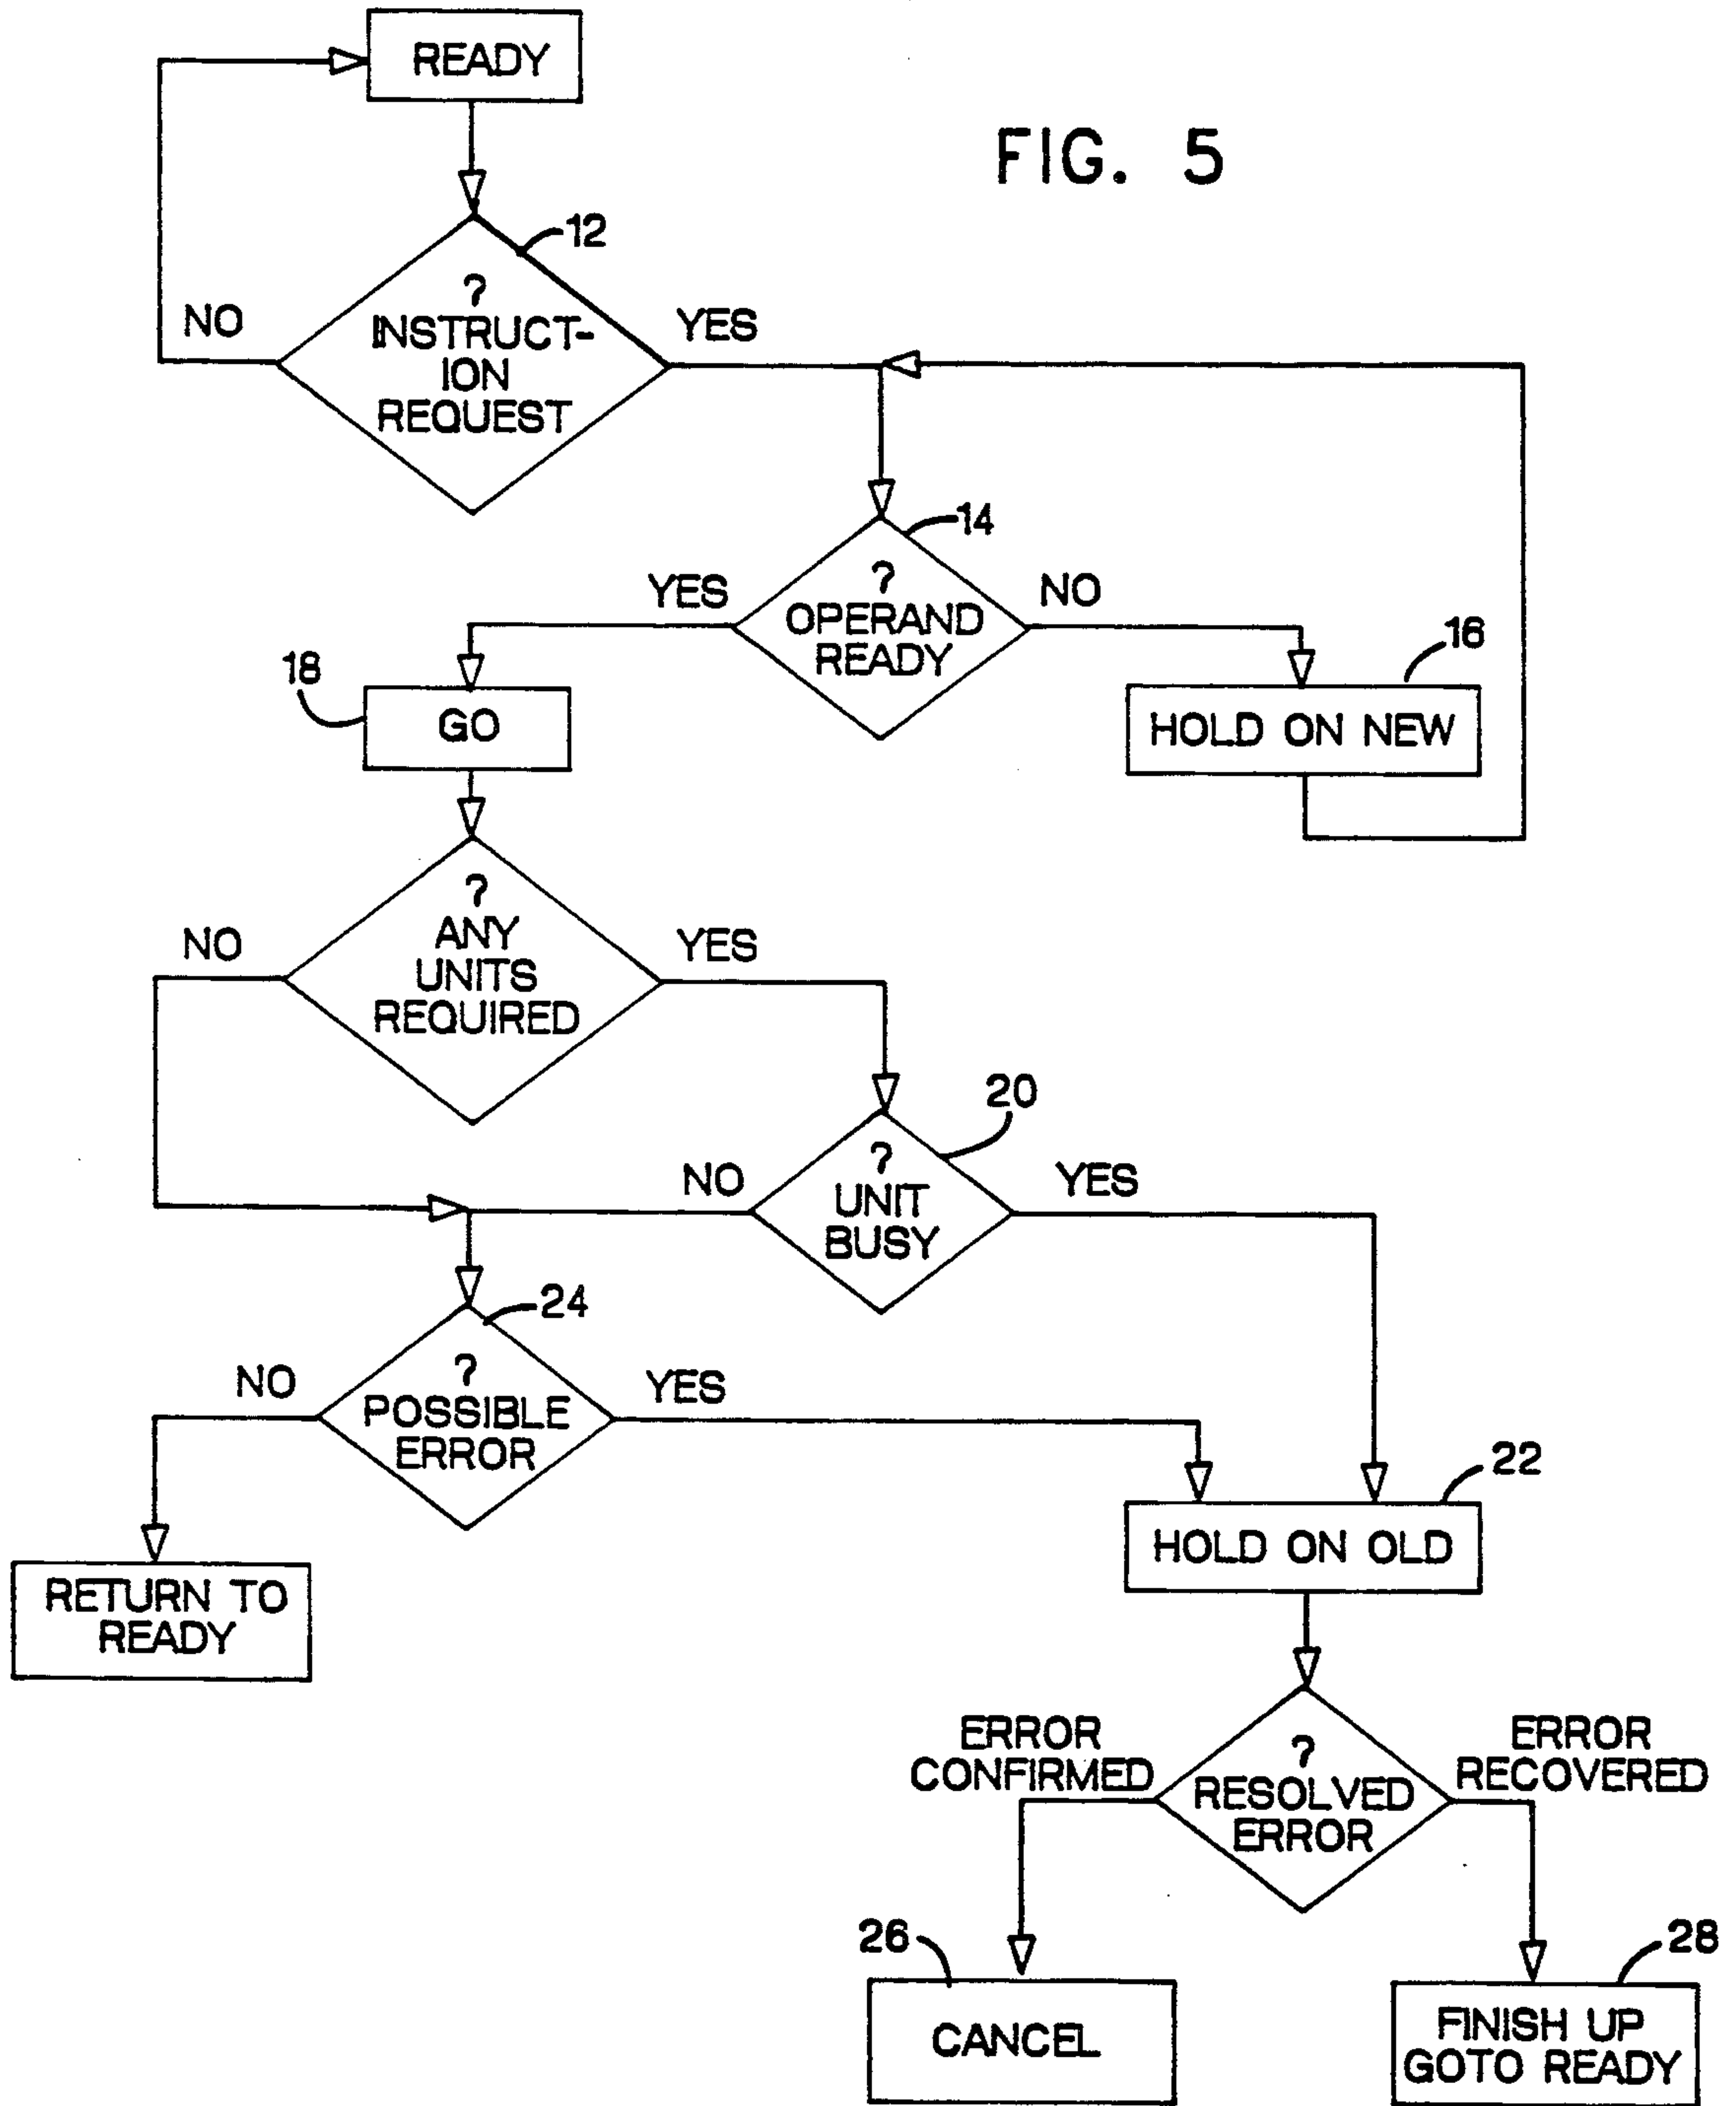 READY
FIG. 5
12
?
INSTRUCT-
ION
REQUEST
NO
YES
14
?
OPERAND
READY
YES
NO
16
HOLD ON NEW
18
GO
?
ANY
UNITS
REQUIRED
NO
YES
20
?
UNIT
BUSY
NO
YES
24
?
POSSIBLE
ERROR
NO
YES
22
HOLD ON OLD
RETURN TO
READY
ERROR
CONFIRMED
?
RESOLVED
ERROR
ERROR
RECOVERED
26
CANCEL
28
FINISH UP
GOTO READY